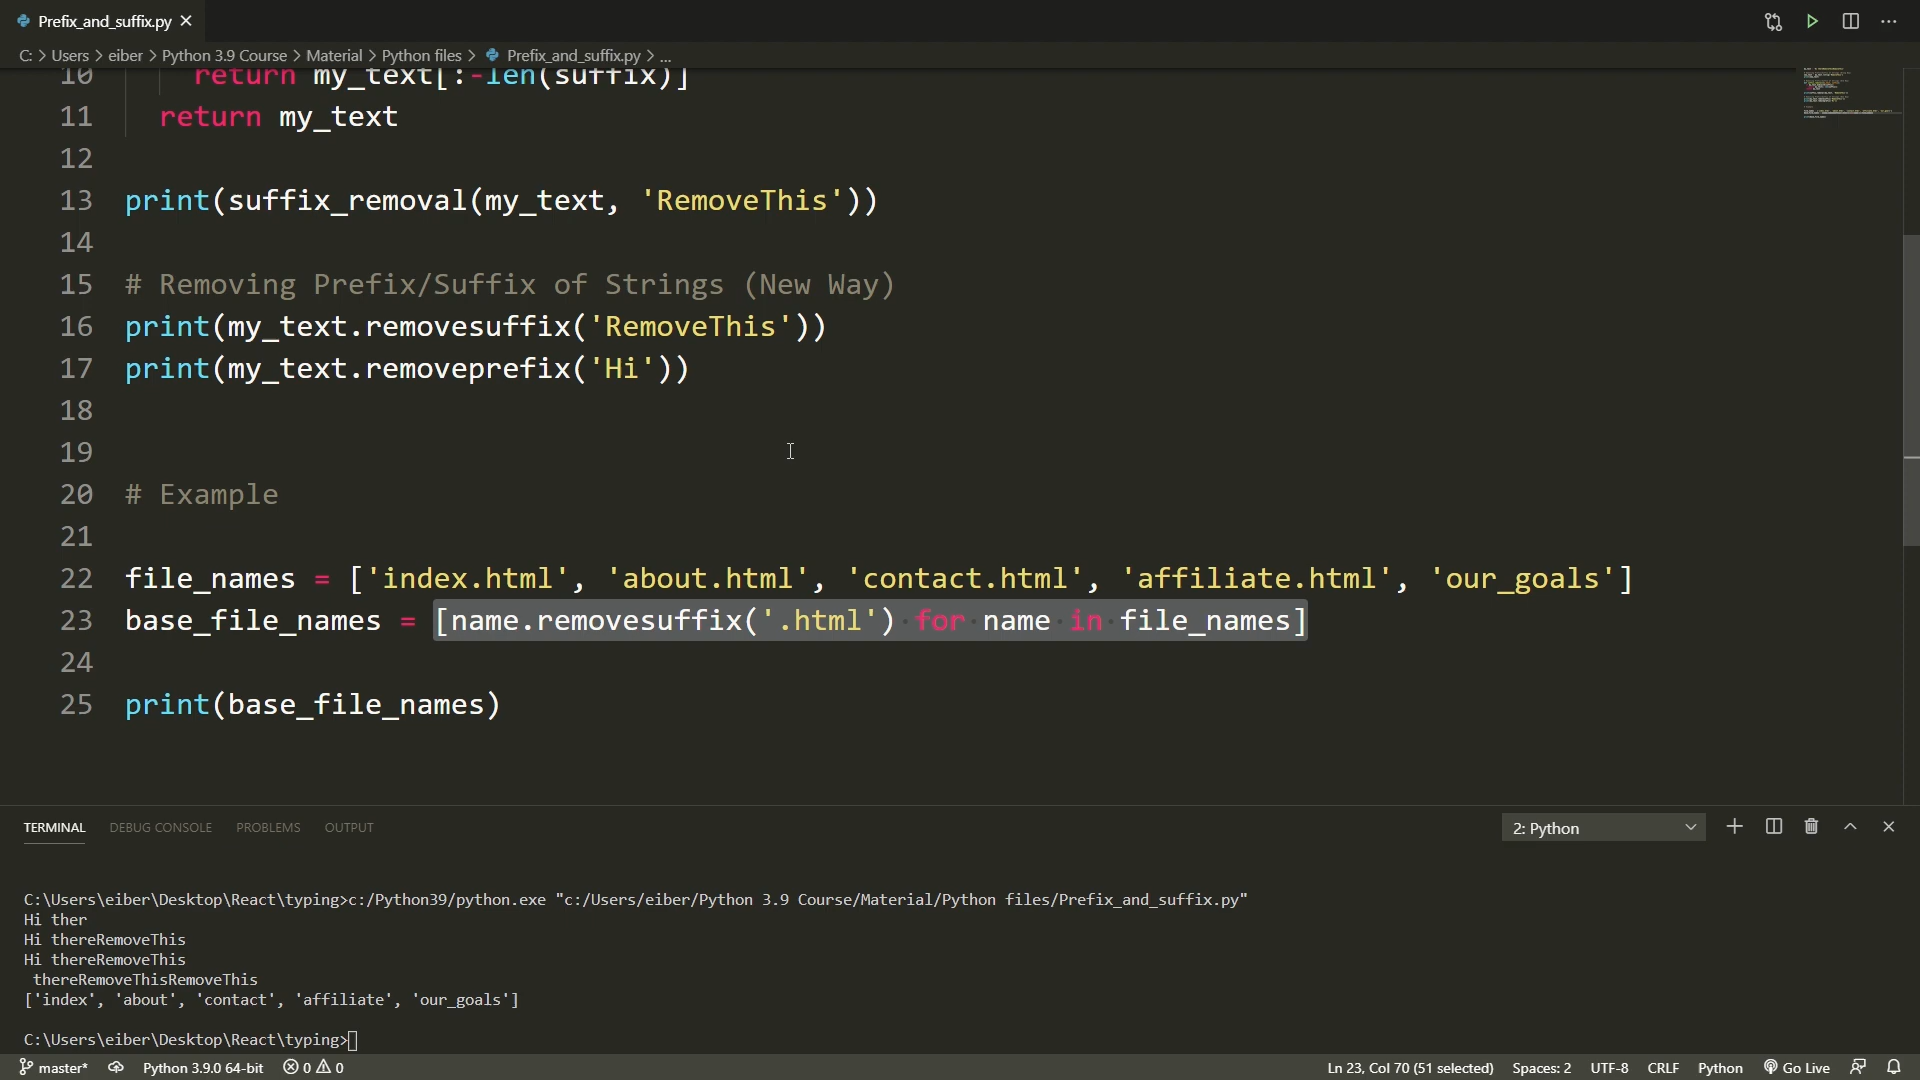 Prefix_and_suffix.py
C: > Users > eiber > Python 3.9 Course > Material > Python files > Prefix_and_suffix.py > ...
10 return my_text[:-len(suffix)]
11 return my_text
12
13 print(suffix_removal(my_text, 'RemoveThis'))
14
15 # Removing Prefix/Suffix of Strings (New Way)
16 print(my_text.removesuffix('RemoveThis'))
17 print(my_text.removeprefix('Hi'))
18
19
20 # Example
21
22 file_names = ['index.html', 'about.html', 'contact.html', 'affiliate.html', 'our_goals']
23 base_file_names = [name.removesuffix('.html') for name in file_names]
24
25 print(base_file_names)
TERMINAL DEBUG CONSOLE PROBLEMS OUTPUT 2: Python
C:\Users\eiber\Desktop\React\typing>c:/Python39/python.exe "c:/Users/eiber/Python 3.9 Course/Material/Python files/Prefix_and_suffix.py"
Hi ther
Hi thereRemoveThis
Hi thereRemoveThis
 thereRemoveThisRemoveThis
['index', 'about', 'contact', 'affiliate', 'our_goals']
C:\Users\eiber\Desktop\React\typing>
master* Python 3.9.0 64-bit 0 0 Ln 23, Col 70 (51 selected) Spaces: 2 UTF-8 CRLF Python Go Live